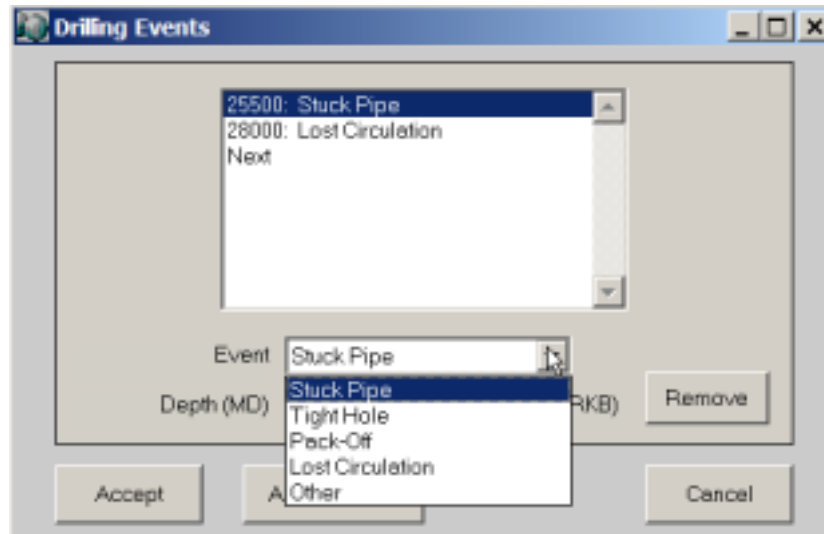 Drilling Events
25500: Stuck Pipe
28000: Lost Circulation
Next
Event Stuck Pipe
Stuck Pipe
Depth (MD) RKB) Remove
Tight Hole
Pack-Off
Lost Circulation
Other
Accept A Cancel